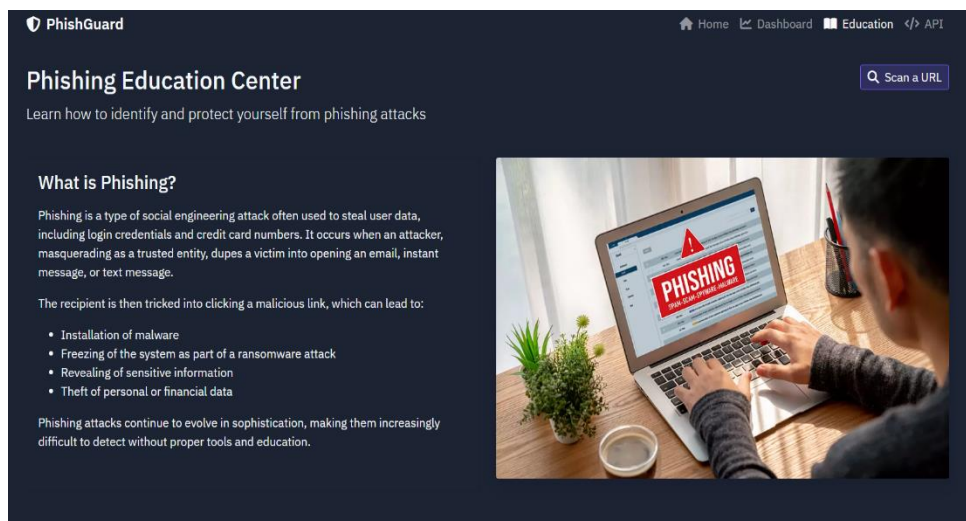 PhishGuard
Home Dashboard Education </> API
Phishing Education Center
Scan a URL
Learn how to identify and protect yourself from phishing attacks
What is Phishing?
Phishing is a type of social engineering attack often used to steal user data,
including login credentials and credit card numbers. It occurs when an attacker,
masquerading as a trusted entity, dupes a victim into opening an email, instant
message, or text message.
The recipient is then tricked into clicking a malicious link, which can lead to:
• Installation of malware
• Freezing of the system as part of a ransomware attack
• Revealing of sensitive information
• Theft of personal or financial data
Phishing attacks continue to evolve in sophistication, making them increasingly
difficult to detect without proper tools and education.
PHISHING
SPAM-SCAM-SPYWARE-MALWARE